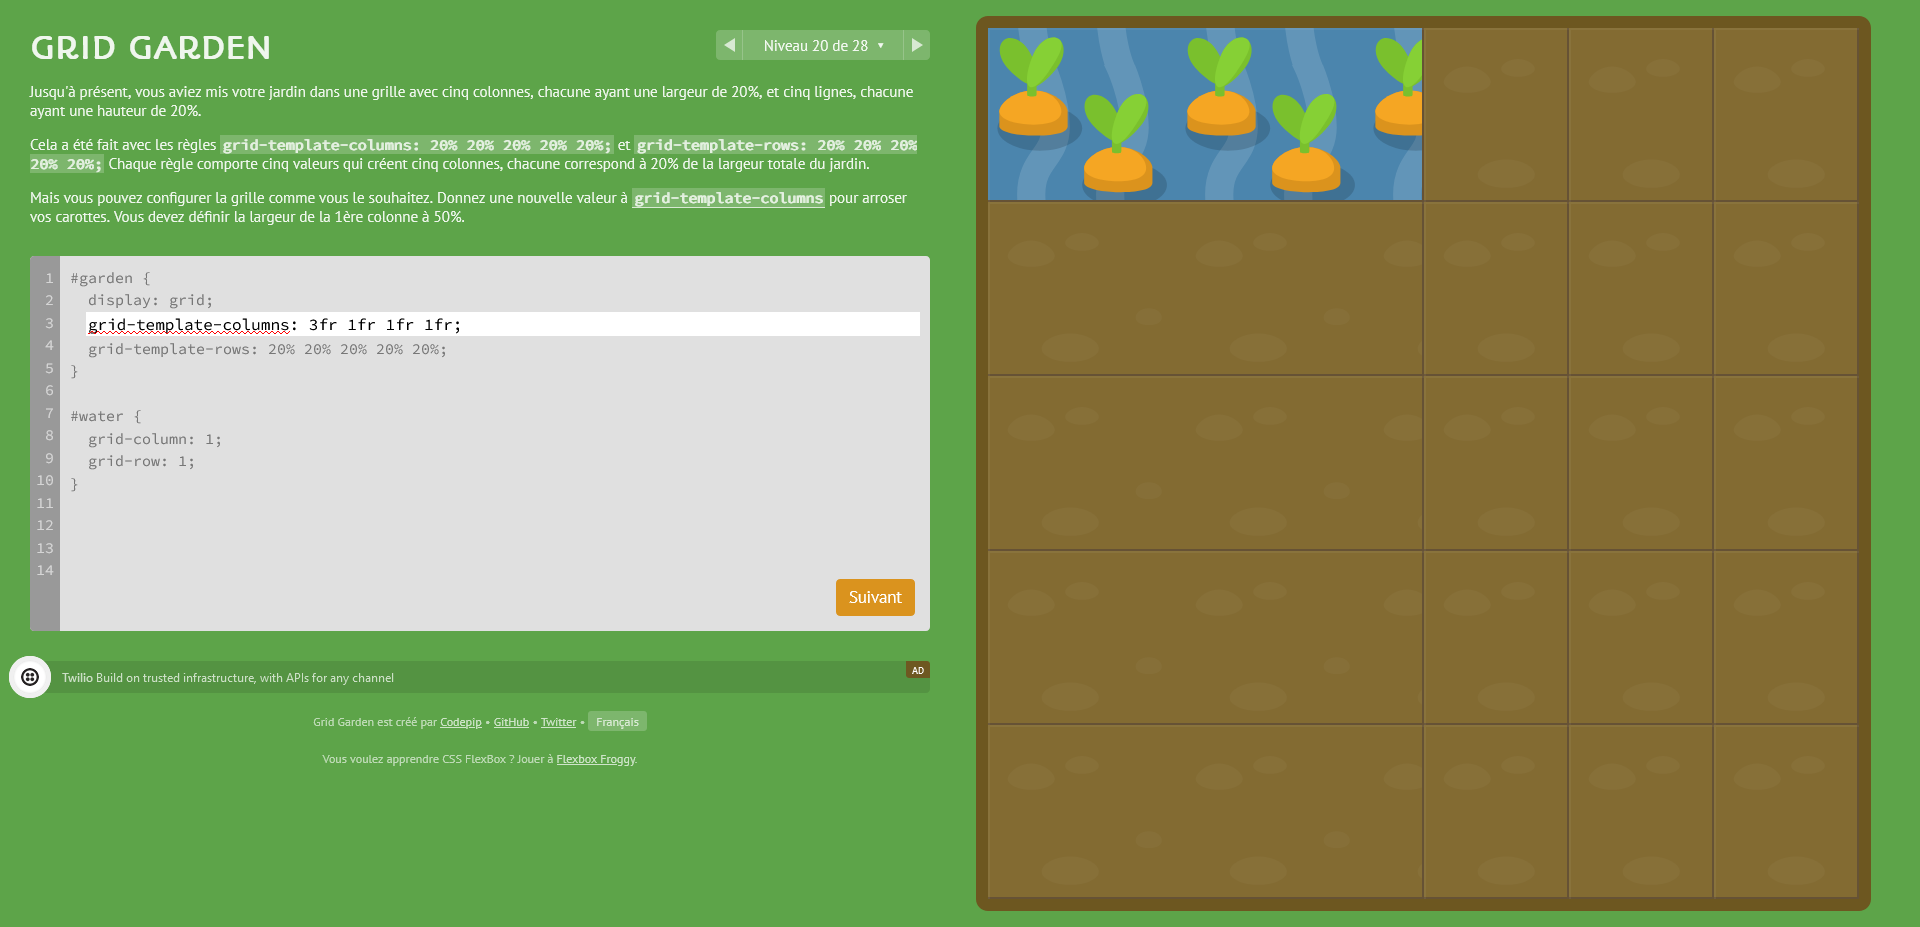 GRID GARDEN
Niveau 20 de 28 ▾
Jusqu'à présent, vous aviez mis votre jardin dans une grille avec cinq colonnes, chacune ayant une largeur de 20%, et cinq lignes, chacune
ayant une hauteur de 20%.
Cela a été fait avec les règles grid-template-columns: 20% 20% 20% 20% 20%; et grid-template-rows: 20% 20% 20%
20% 20%; Chaque règle comporte cinq valeurs qui créent cinq colonnes, chacune correspond à 20% de la largeur totale du jardin.
Mais vous pouvez configurer la grille comme vous le souhaitez. Donnez une nouvelle valeur à grid-template-columns pour arroser
vos carottes. Vous devez définir la largeur de la 1ère colonne à 50%.
1 #garden {
2 display: grid;
3 grid-template-columns: 3fr 1fr 1fr 1fr;
4 grid-template-rows: 20% 20% 20% 20% 20%;
5 }
6
7 #water {
8 grid-column: 1;
9 grid-row: 1;
10 }
11
12
13
14
Suivant
Twilio Build on trusted infrastructure, with APIs for any channel
AD
Grid Garden est créé par Codepip • GitHub • Twitter • Français
Vous voulez apprendre CSS FlexBox ? Jouer à Flexbox Froggy.